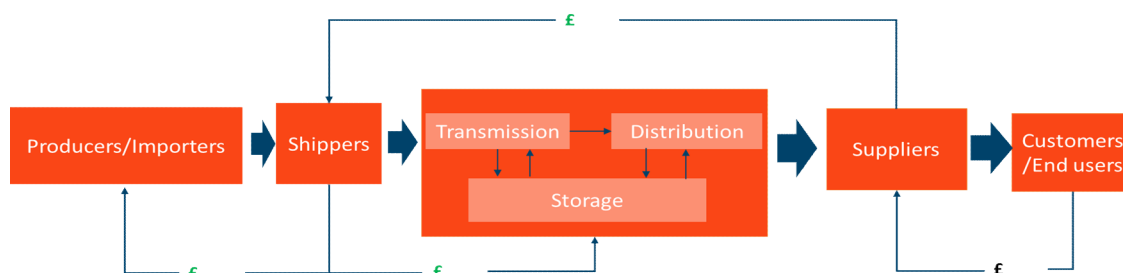 £
Producers/Importers
Shippers
Transmission
Distribution
Storage
Suppliers
Customers
/End users
£
£
£